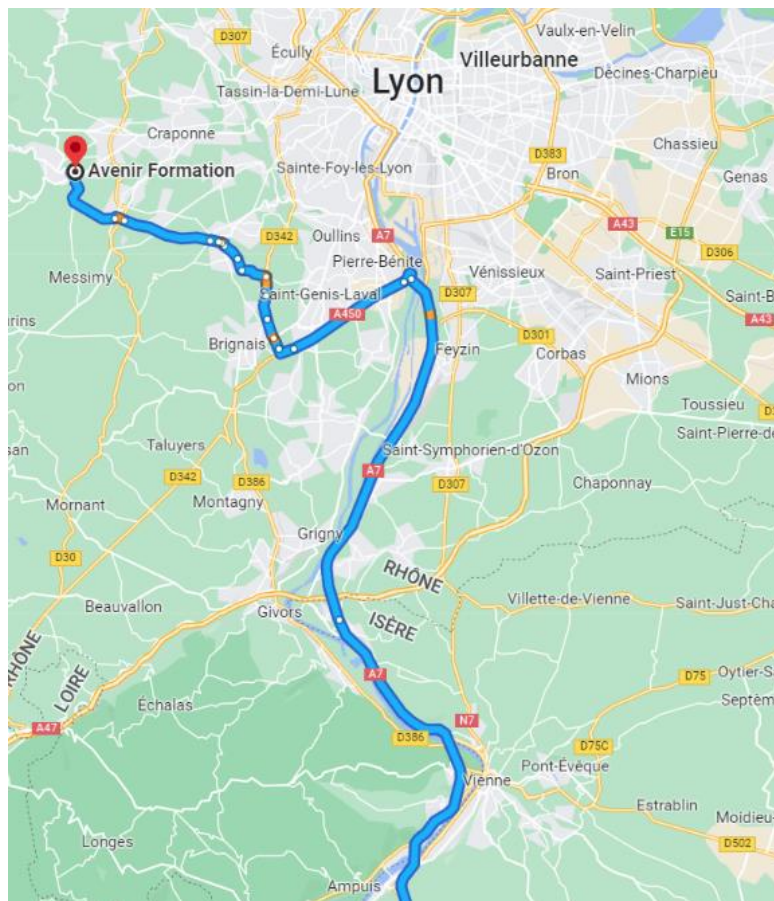 D307
Vaulx-en-Velin
Écully
Lyon
Villeurbanne
Décines-Charpieu
Tassin-la-Demi-Lune
Craponne
Chassieu
D383
Avenir Formation
Sainte-Foy-lès-Lyon
Bron
Genas
A43
E15
D342
Oullins
A7
D306
Pierre-Bénite
Vénissieux
Saint-Priest
Messimy
Saint-Genis-Laval
D307
Saint-B
A450
A43
D301
Brignais
Feyzin
Corbas
Mions
Toussieu
Taluyers
Saint-Symphorien-d'Ozon
Saint-Pierre-de-
A7
D342
D386
D307
Chaponnay
Mornant
Montagny
Grigny
D30
RHÔNE
Beauvallon
Givors
Villette-de-Vienne
Saint-Just-Cha
ISÈRE
RHÔNE
LOIRE
A7
D75
Oytier-S
Échalas
Septèm
A47
N7
D386
D75C
Vienne
Pont-Évêque
Estrablin
Moidieu-
Longes
D502
Ampuis